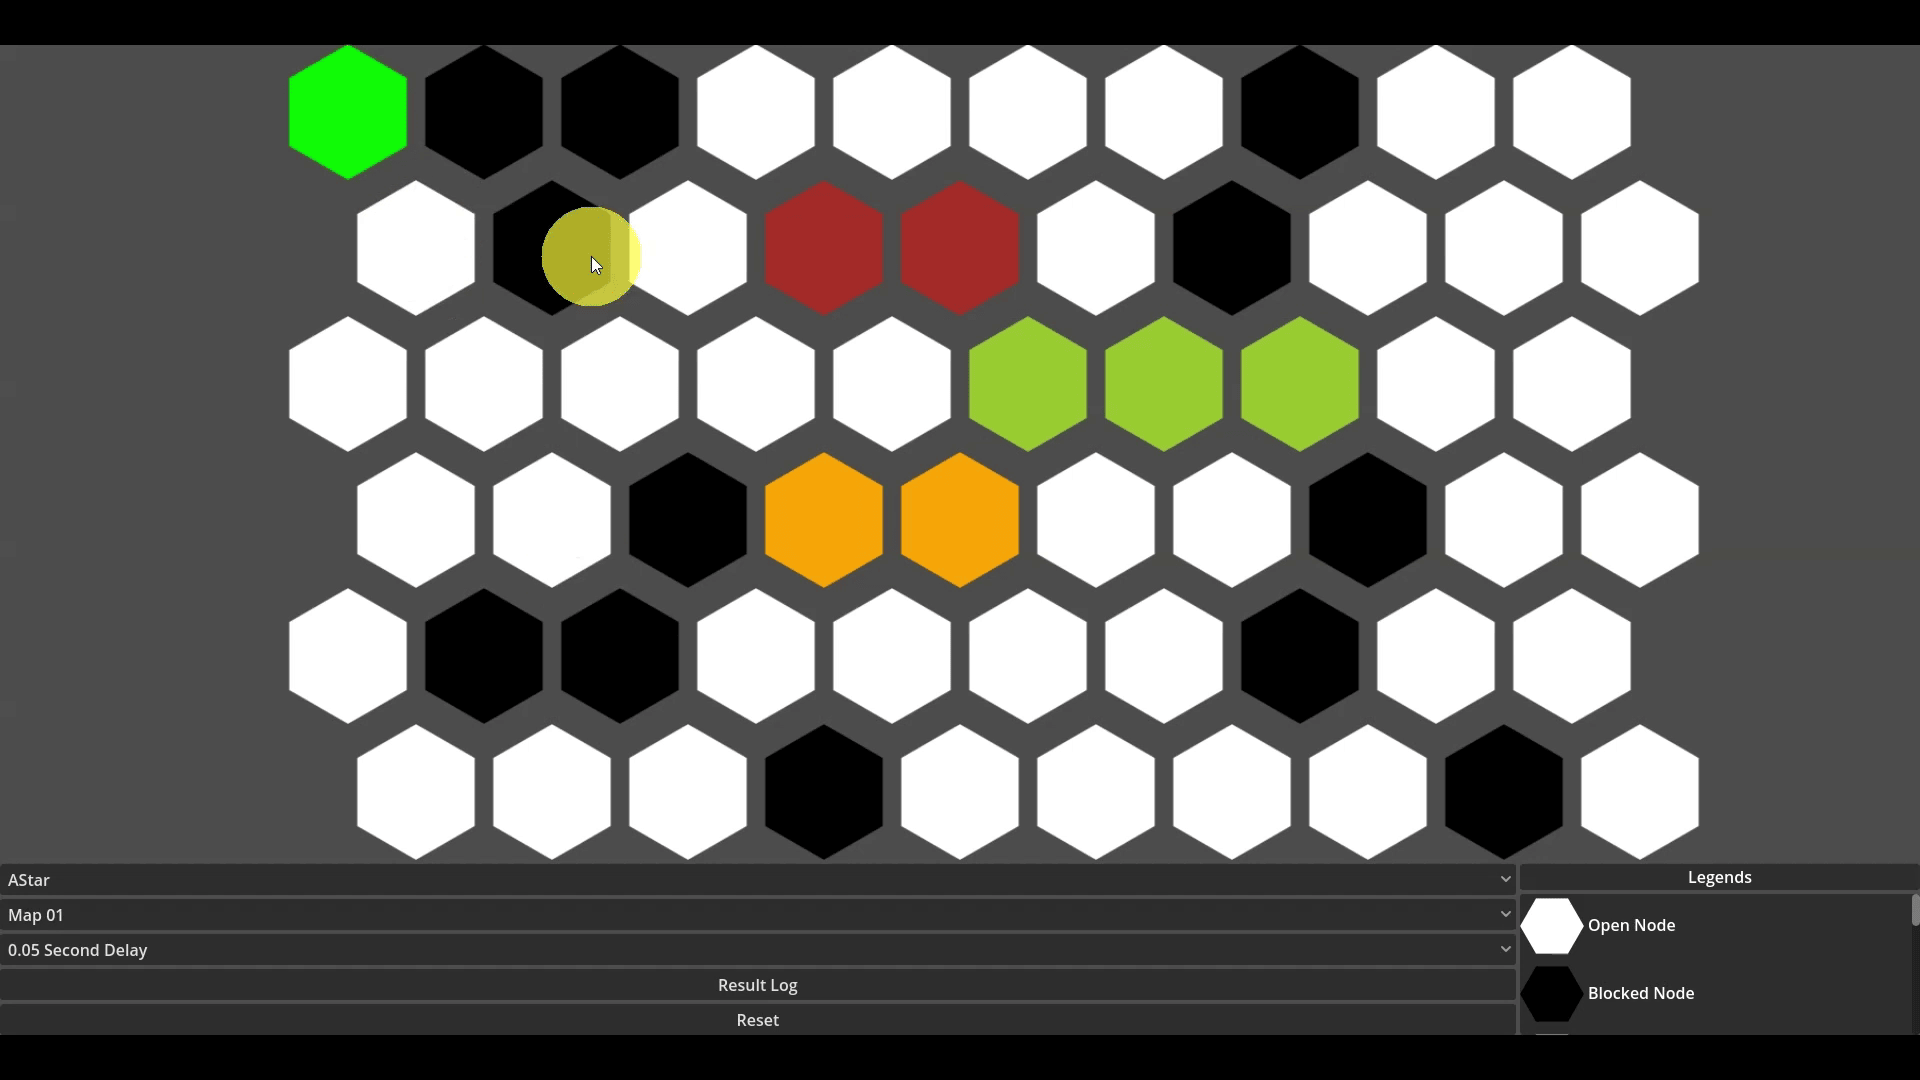 AStar
Map 01
0.05 Second Delay
Result Log
Reset
Legends
Open Node
Blocked Node